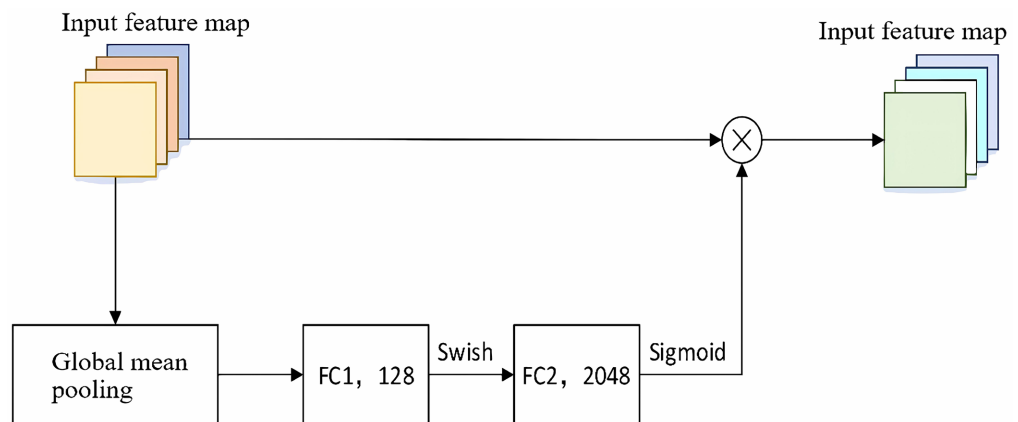 Input feature map
Input feature map
Global mean
pooling
FC1, 128
Swish
FC2, 2048
Sigmoid